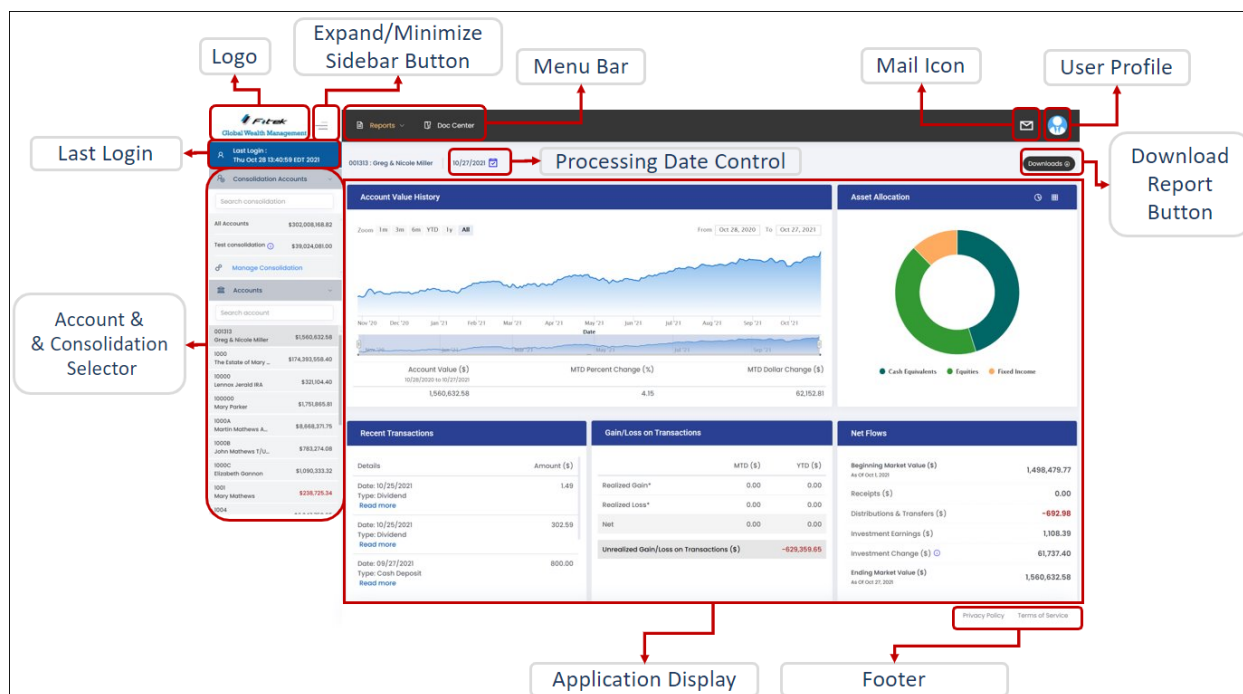 Expand/Minimize
Sidebar Button
Logo
Menu Bar
Mail Icon
User Profile
Fitek
Global Wealth Management
Reports
Doc Center
Last Login
Last Login :
Thu Oct 28 13:40:59 EDT 2021
001313 : Greg & Nicole Miller
10/27/2021
Processing Date Control
Downloads
Download
Report
Button
Consolidation Accounts
Search consolidation
All Accounts $302,008,168.82
Test consolidation $39,024,081.00
Manage Consolidation
Accounts
Search account
001313
Greg & Nicole Miller $1,560,632.58
1000
The Estate of Mary ... $174,393,558.40
10000
Lennox Jerald IRA $321,104.40
100000
Mary Parker $1,751,865.81
1000A
Martin Mathews A... $8,668,371.75
1000B
John Mathews T/U... $783,274.08
1000C
Elizabeth Gannon $1,090,333.32
1001
Mary Mathews $238,725.34
1004
Account &
& Consolidation
Selector
Account Value History
Zoom 1m 3m 6m YTD 1y All
From Oct 28, 2020 To Oct 27, 2021
Nov '20 Dec '20 Jan '21 Feb '21 Mar '21 Apr '21 May '21 Jun '21 Jul '21 Aug '21 Sep '21 Oct '21
Date
Account Value ($) MTD Percent Change (%) MTD Dollar Change ($)
10/28/2020 to 10/27/2021
1,560,632.58 4.15 62,152.81
Asset Allocation
Cash Equivalents Equities Fixed Income
Recent Transactions
Details Amount ($)
Date: 10/25/2021 1.49
Type: Dividend
Read more
Date: 10/25/2021 302.59
Type: Dividend
Read more
Date: 09/27/2021 800.00
Type: Cash Deposit
Read more
Gain/Loss on Transactions
MTD ($) YTD ($)
Realized Gain* 0.00 0.00
Realized Loss* 0.00 0.00
Net 0.00 0.00
Unrealized Gain/Loss on Transactions ($) -629,359.65
Net Flows
Beginning Market Value ($) 1,498,479.77
As Of Oct 1, 2021
Receipts ($) 0.00
Distributions & Transfers ($) -692.98
Investment Earnings ($) 1,108.39
Investment Change ($) 61,737.40
Ending Market Value ($) 1,560,632.58
As Of Oct 27, 2021
Privacy Policy Terms of Service
Application Display
Footer